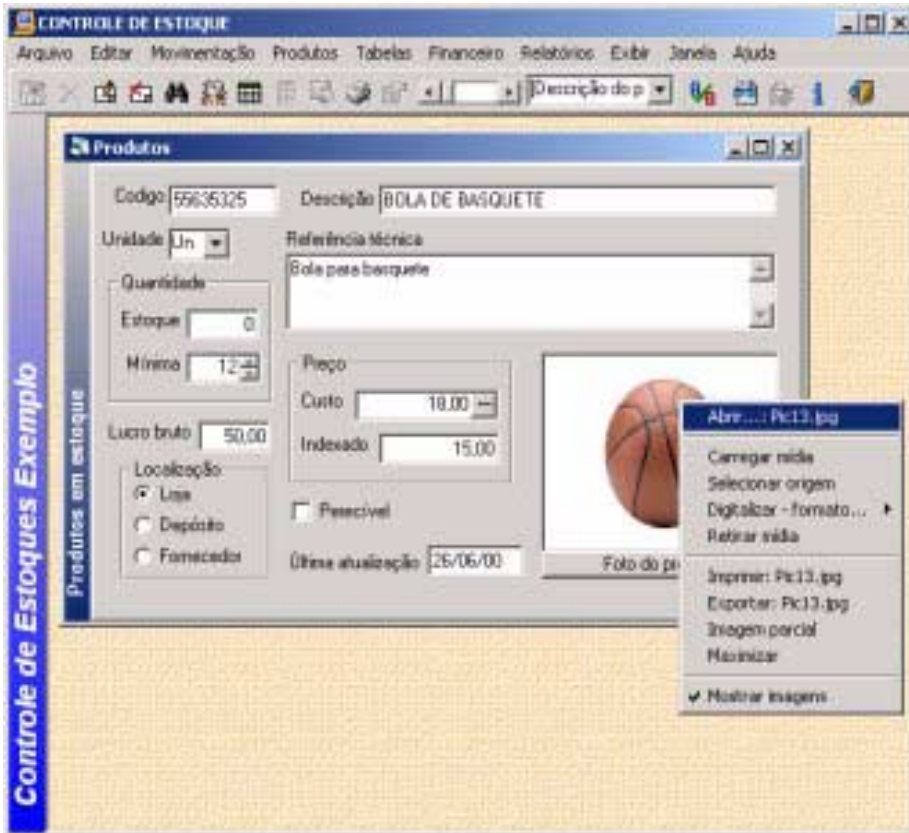 CONTROLE DE ESTOQUE
Arquivo Editar Movimentação Produtos Tabelas Financeiro Relatórios Exibir Janela Ajuda
Descrição do p
Produtos
Codigo 55635325 Descrição BOLA DE BASQUETE
Unidade Un Referência técnica
Bola para basquete
Quantidade
Estoque 0
Mínima 12
Preço
Custo 18,00
Indexado 15,00
Lucro bruto 50,00
Localização
Loja
Depósito
Fornecedor
Perecível
Última atualização 26/06/00
Foto do pr
Abrir...: Pic13.jpg
Carregar mídia
Selecionar origem
Digitalizar - formato...
Retirar mídia
Imprimir: Pic13.jpg
Exportar: Pic13.jpg
Imagem parcial
Maximizar
Mostrar imagens
Produtos em estoque
Controle de Estoques Exemplo